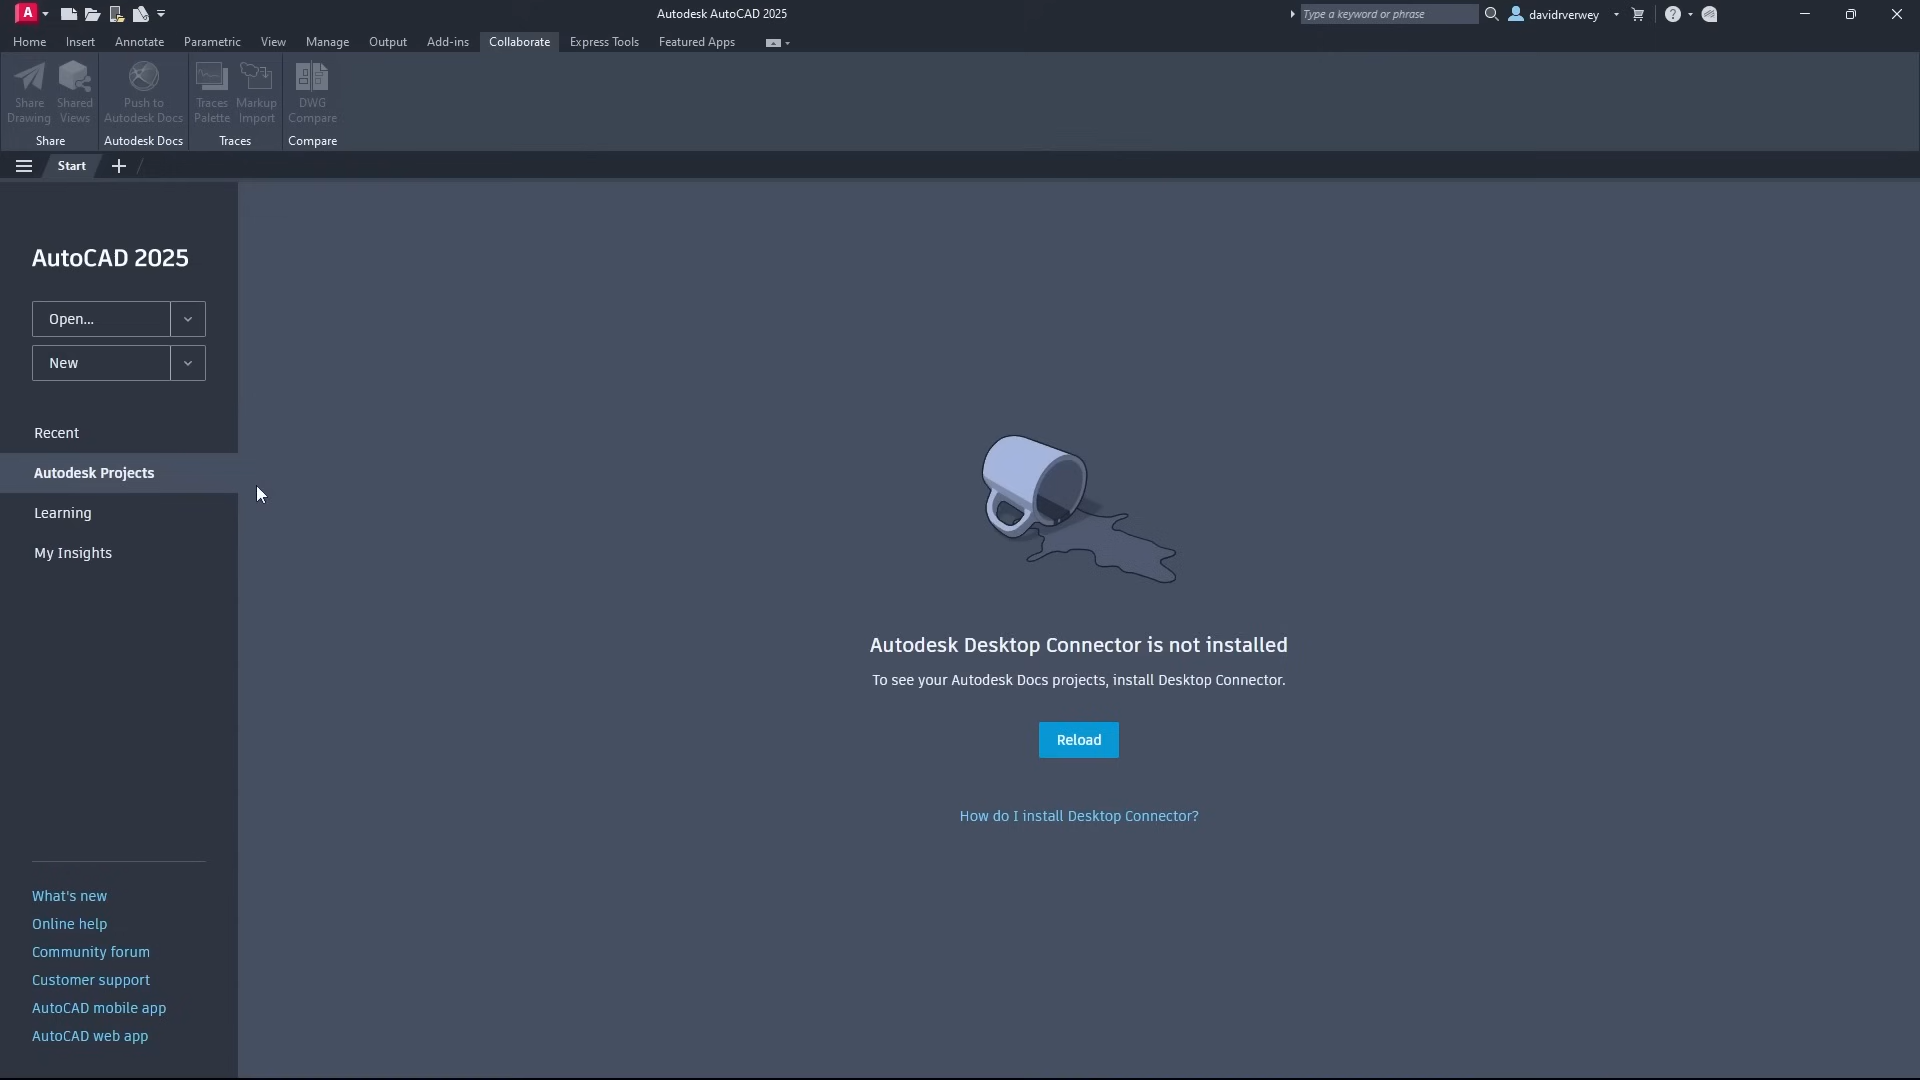 A
Autodesk AutoCAD 2025
Type a keyword or phrase
davidrverwey
Home Insert Annotate Parametric View Manage Output Add-ins Collaborate Express Tools Featured Apps
Share Drawing
Shared Views
Push to Autodesk Docs
Traces Palette
Markup Import
DWG Compare
Share Autodesk Docs Traces Compare
Start
AutoCAD 2025
Open...
New
Recent
Autodesk Projects
Learning
My Insights
Autodesk Desktop Connector is not installed
To see your Autodesk Docs projects, install Desktop Connector.
Reload
How do I install Desktop Connector?
What's new
Online help
Community forum
Customer support
AutoCAD mobile app
AutoCAD web app